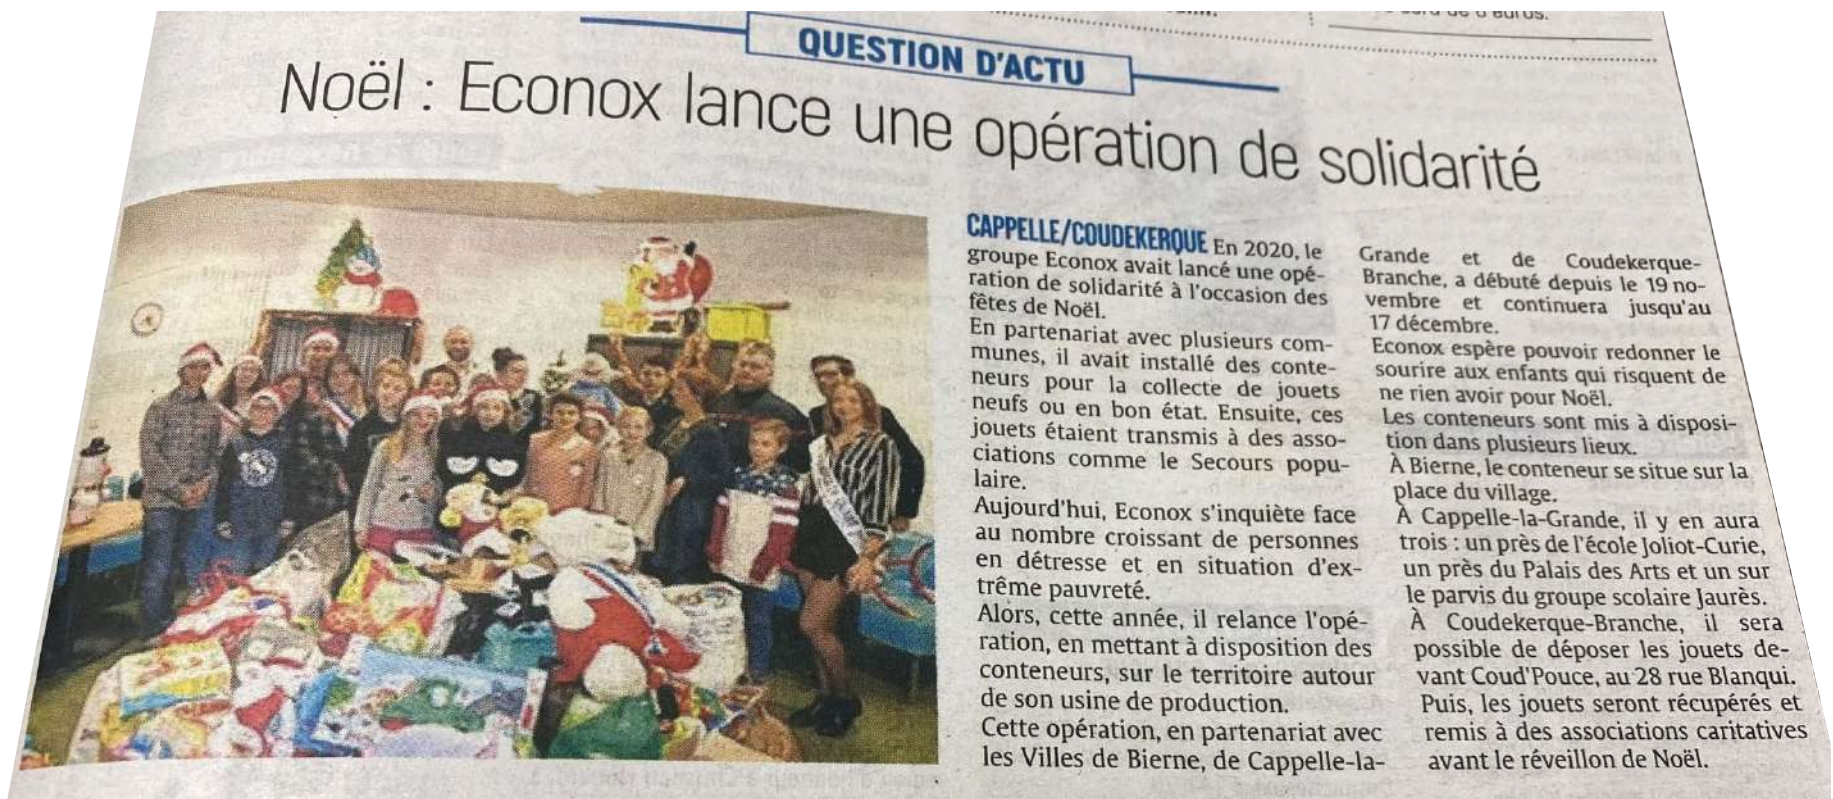 QUESTION D'ACTU
Noël : Econox lance une opération de solidarité
CAPPELLE/COUDEKERQUE En 2020, le
groupe Econox avait lancé une opé-
ration de solidarité à l'occasion des
fêtes de Noël.
En partenariat avec plusieurs com-
munes, il avait installé des conte-
neurs pour la collecte de jouets
neufs ou en bon état. Ensuite, ces
jouets étaient transmis à des asso-
ciations comme le Secours popu-
laire.
Aujourd'hui, Econox s'inquiète face
au nombre croissant de personnes
en détresse et en situation d'ex-
trême pauvreté.
Alors, cette année, il relance l'opé-
ration, en mettant à disposition des
conteneurs, sur le territoire autour
de son usine de production.
Cette opération, en partenariat avec
les Villes de Bierne, de Cappelle-la-
Grande et de Coudekerque-
Branche, a débuté depuis le 19 no-
vembre et continuera jusqu'au
17 décembre.
Econox espère pouvoir redonner le
sourire aux enfants qui risquent de
ne rien avoir pour Noël.
Les conteneurs sont mis à disposi-
tion dans plusieurs lieux.
À Bierne, le conteneur se situe sur la
place du village.
À Cappelle-la-Grande, il y en aura
trois : un près de l'école Joliot-Curie,
un près du Palais des Arts et un sur
le parvis du groupe scolaire Jaurès.
À Coudekerque-Branche, il sera
possible de déposer les jouets de-
vant Coud'Pouce, au 28 rue Blanqui.
Puis, les jouets seront récupérés et
remis à des associations caritatives
avant le réveillon de Noël.